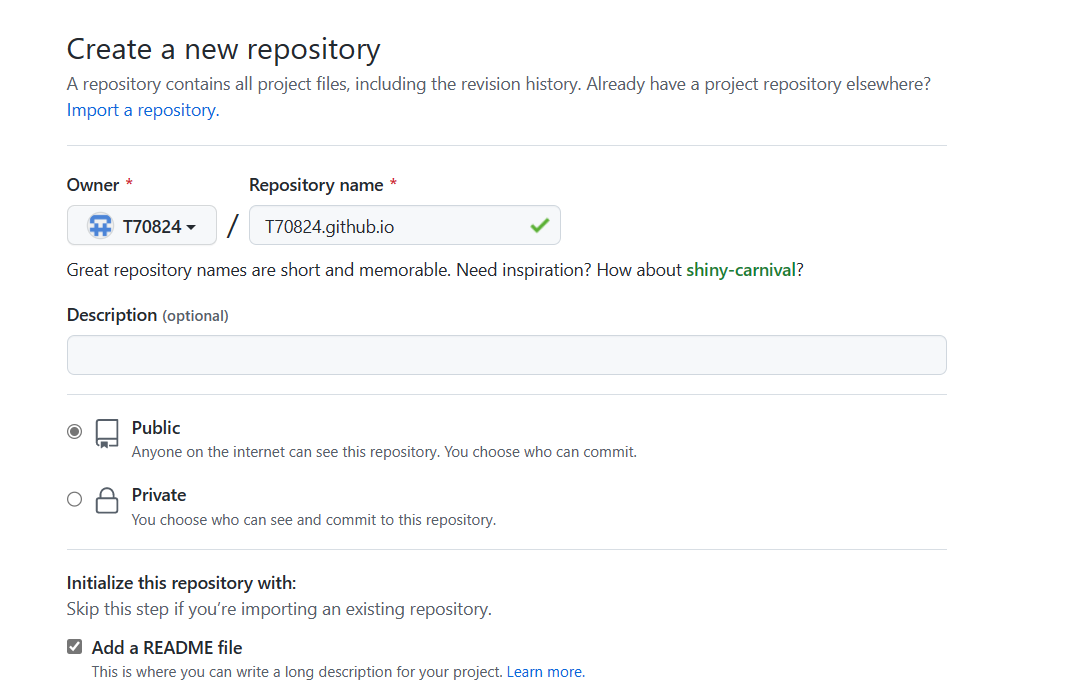 Create a new repository
A repository contains all project files, including the revision history. Already have a project repository elsewhere?
Import a repository.
Owner *
Repository name *
T70824
/
T70824.github.io
Great repository names are short and memorable. Need inspiration? How about shiny-carnival?
Description (optional)
Public
Anyone on the internet can see this repository. You choose who can commit.
Private
You choose who can see and commit to this repository.
Initialize this repository with:
Skip this step if you’re importing an existing repository.
Add a README file
This is where you can write a long description for your project. Learn more.